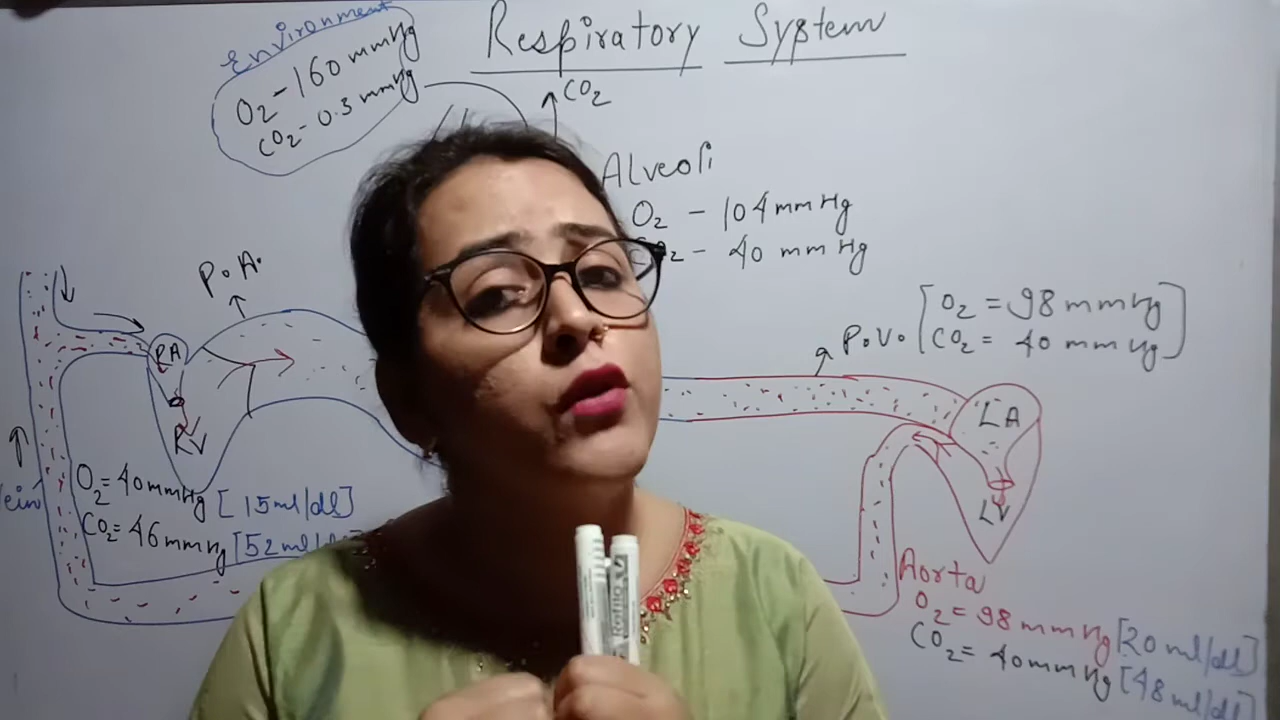 Respiratory System
Environment
O2 - 160 mmHg
CO2 - 0.3 mmHg
CO2
Alveoli
O2 - 104 mmHg
CO2 - 40 mmHg
P.A.
P.V. [O2 = 98 mmHg
CO2 = 40 mmHg]
RA
RV
LA
LV
O2 = 40 mmHg [15 ml/dl]
CO2 = 46 mmHg [52 ml/dl
Aorta
O2 = 98 mmHg [20 ml/dl]
CO2 = 40 mmHg [48 ml/dl]